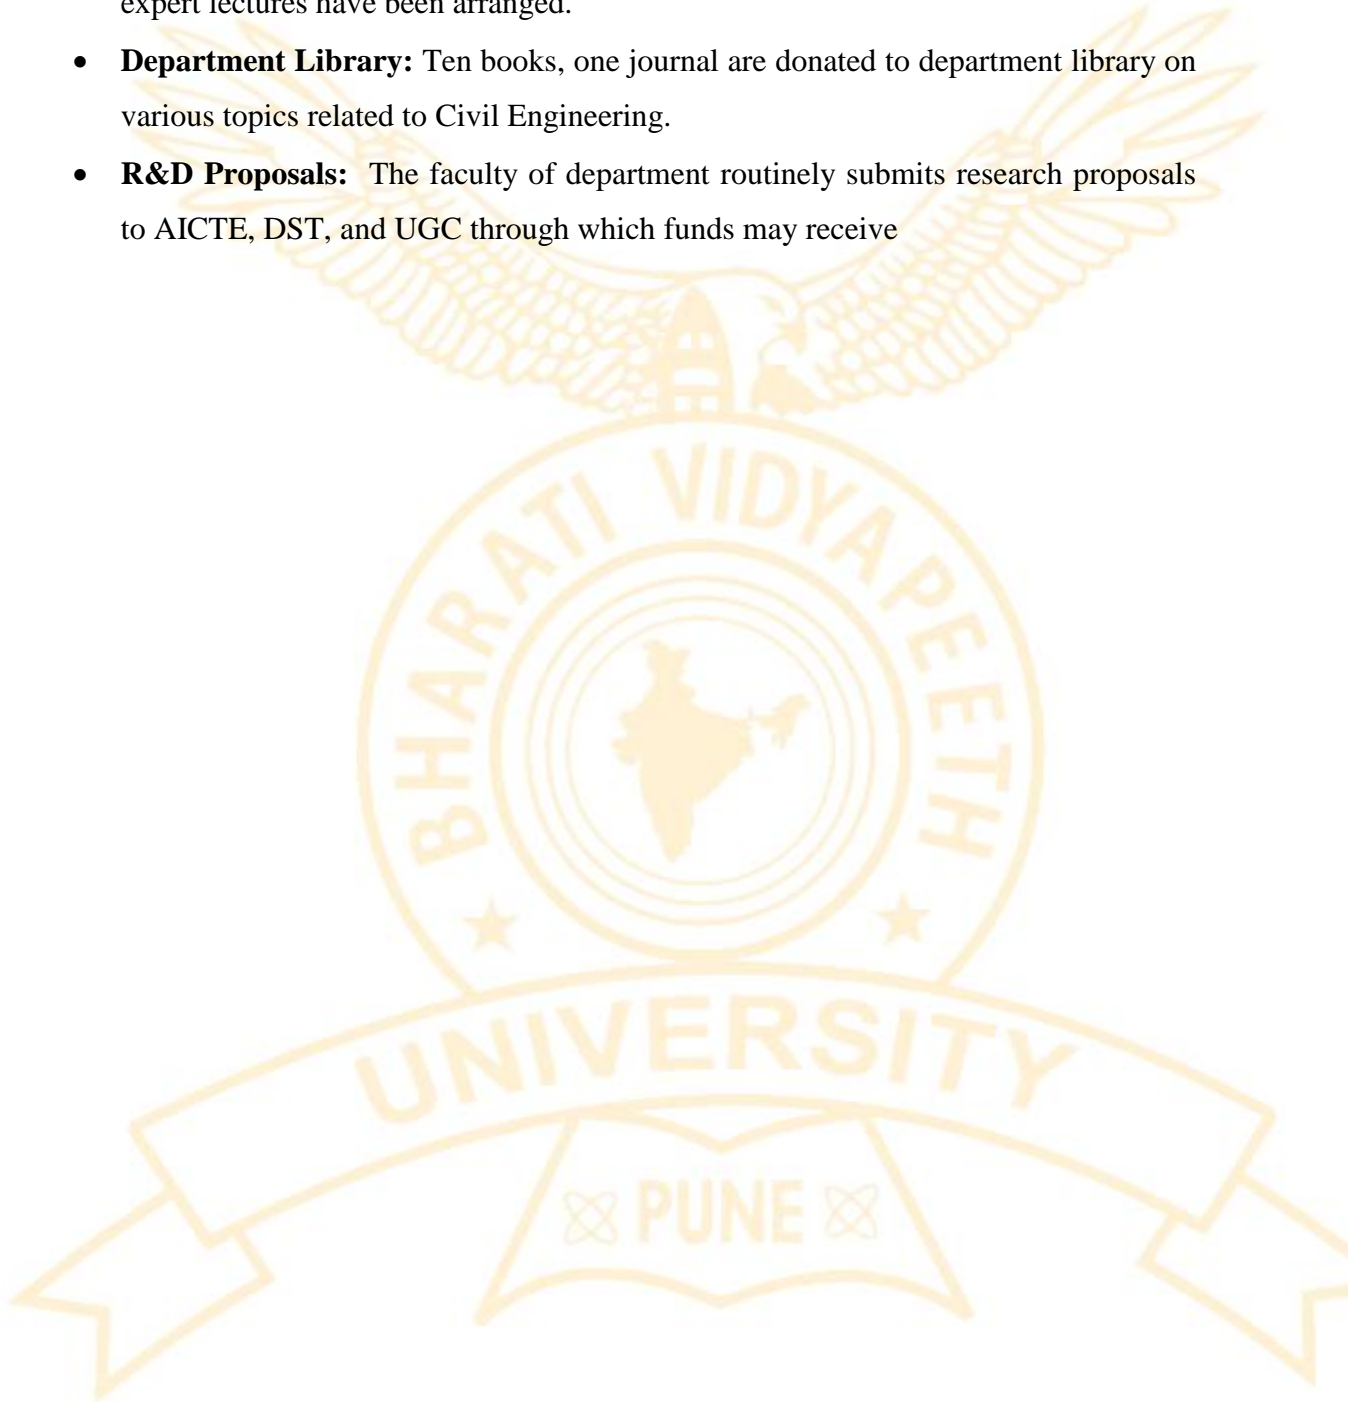 expert lectures have been arranged.
• Department Library: Ten books, one journal are donated to department library on
various topics related to Civil Engineering.
• R&D Proposals: The faculty of department routinely submits research proposals
to AICTE, DST, and UGC through which funds may receive
BHARATI VIDYAPEETH
UNIVERSITY
PUNE